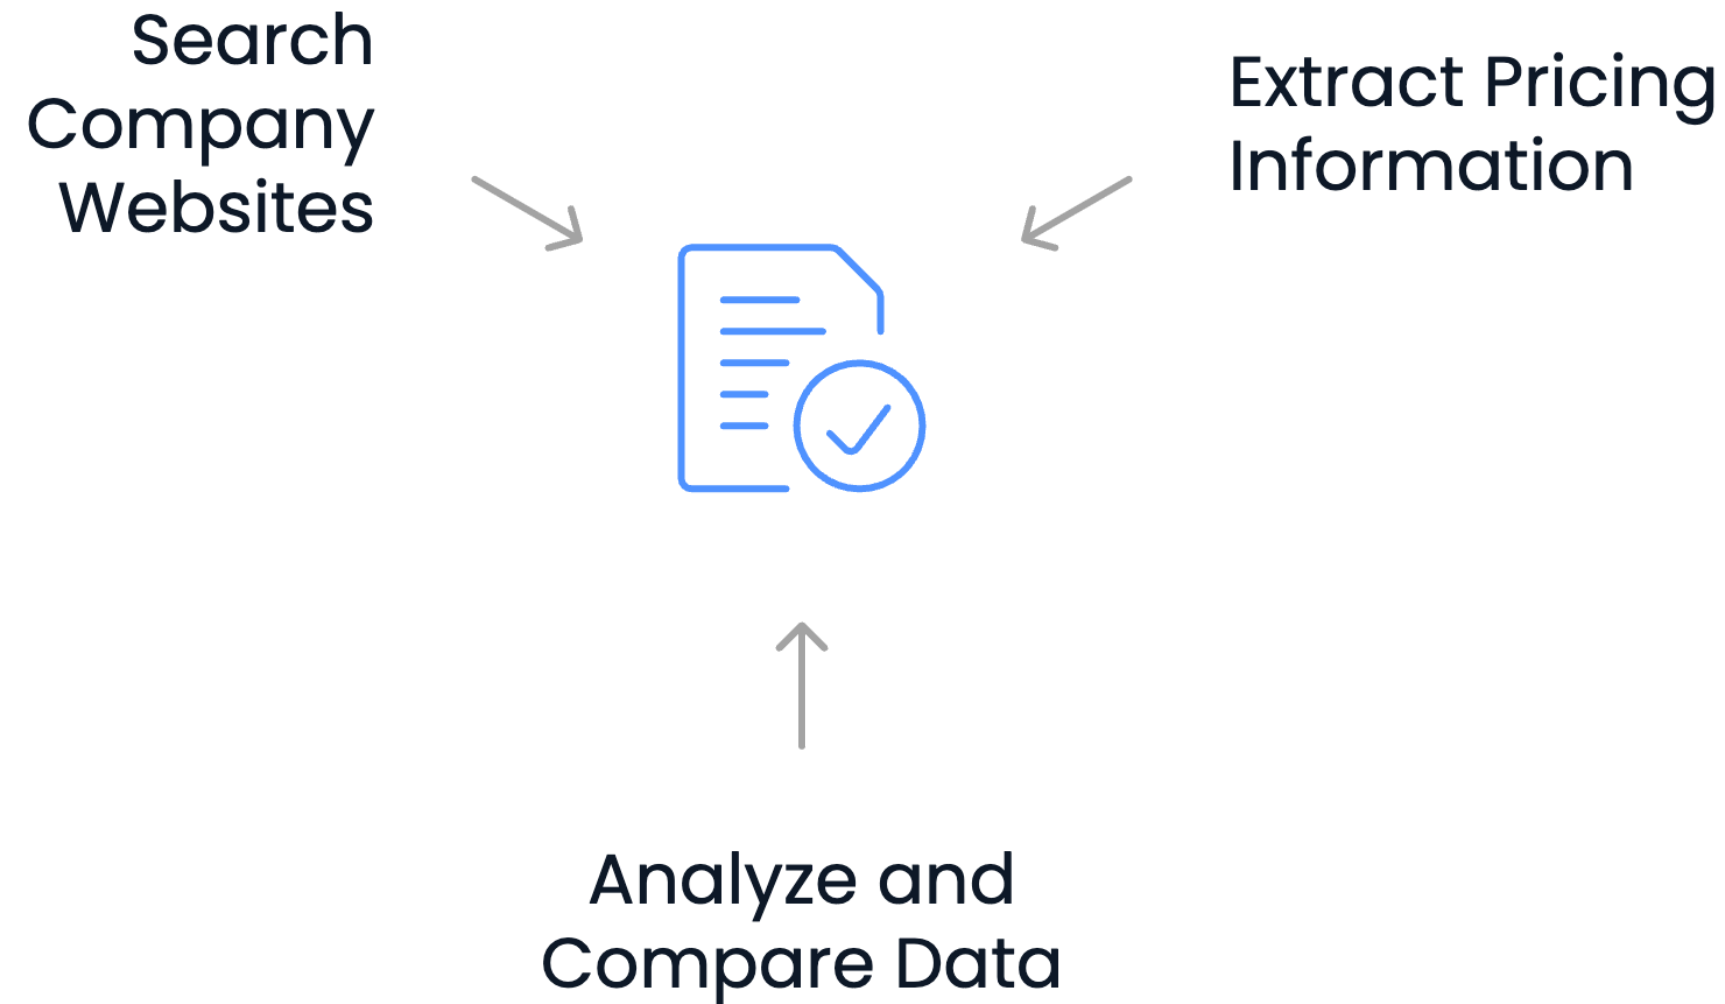 Search
Company
Websites
Extract Pricing
Information
Analyze and
Compare Data